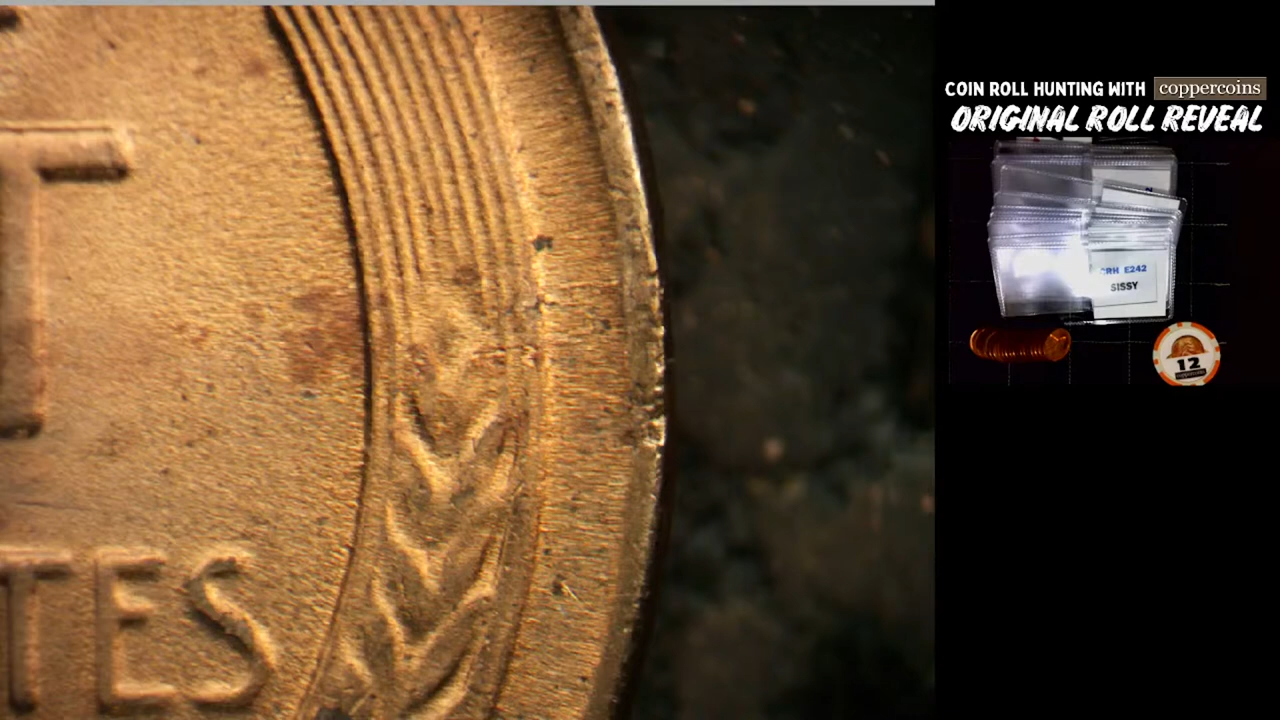 T
TES
COIN ROLL HUNTING WITH coppercoins
ORIGINAL ROLL REVEAL
CRH E242
SISSY
12